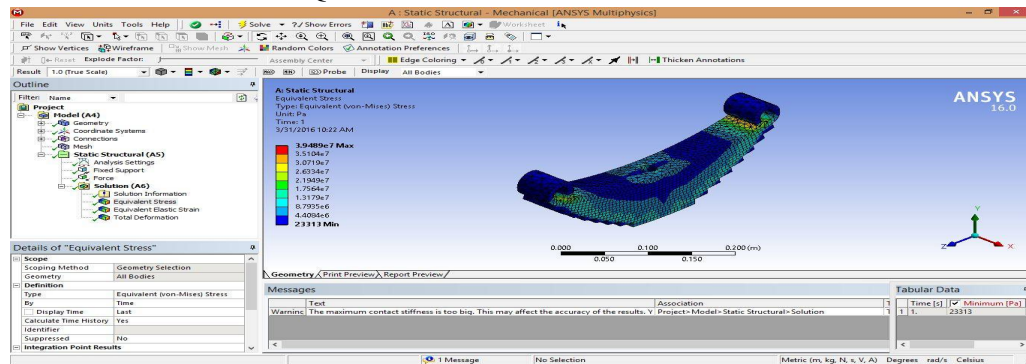 A : Static Structural - Mechanical [ANSYS Multiphysics]
File Edit View Units Tools Help Solve ?/Show Errors Worksheet
Show Vertices Wireframe Show Mesh Random Colors Annotation Preferences
Reset Explode Factor: Assembly Center Edge Coloring Thicken Annotations
Result 1.0 (True Scale) Probe Display All Bodies
Outline
Filter: Name
Project
Model (A4)
Geometry
Coordinate Systems
Connections
Mesh
Static Structural (A5)
Analysis Settings
Fixed Support
Force
Solution (A6)
Solution Information
Equivalent Stress
Equivalent Elastic Strain
Total Deformation
Details of "Equivalent Stress"
Scope
Scoping Method Geometry Selection
Geometry All Bodies
Definition
Type Equivalent (von-Mises) Stress
By Time
Display Time Last
Calculate Time History Yes
Identifier
Suppressed No
Integration Point Results
A: Static Structural
Equivalent Stress
Type: Equivalent (von-Mises) Stress
Unit: Pa
Time: 1
3/31/2016 10:22 AM
3.9489e7 Max
3.5104e7
3.0719e7
2.6334e7
2.1949e7
1.7564e7
1.3179e7
8.7935e6
4.4084e6
23313 Min
ANSYS
16.0
Y
Z X
0.000 0.100 0.200 (m)
0.050 0.150
Geometry Print Preview Report Preview
Messages
Text Association T
Warning The maximum contact stiffness is too big. This may affect the accuracy of the results. Y Project>Model>Static Structural>Solution T
Tabular Data
Time [s] Minimum [Pa]
1 1. 23313
1 Message No Selection Metric (m, kg, N, s, V, A) Degrees rad/s Celsius